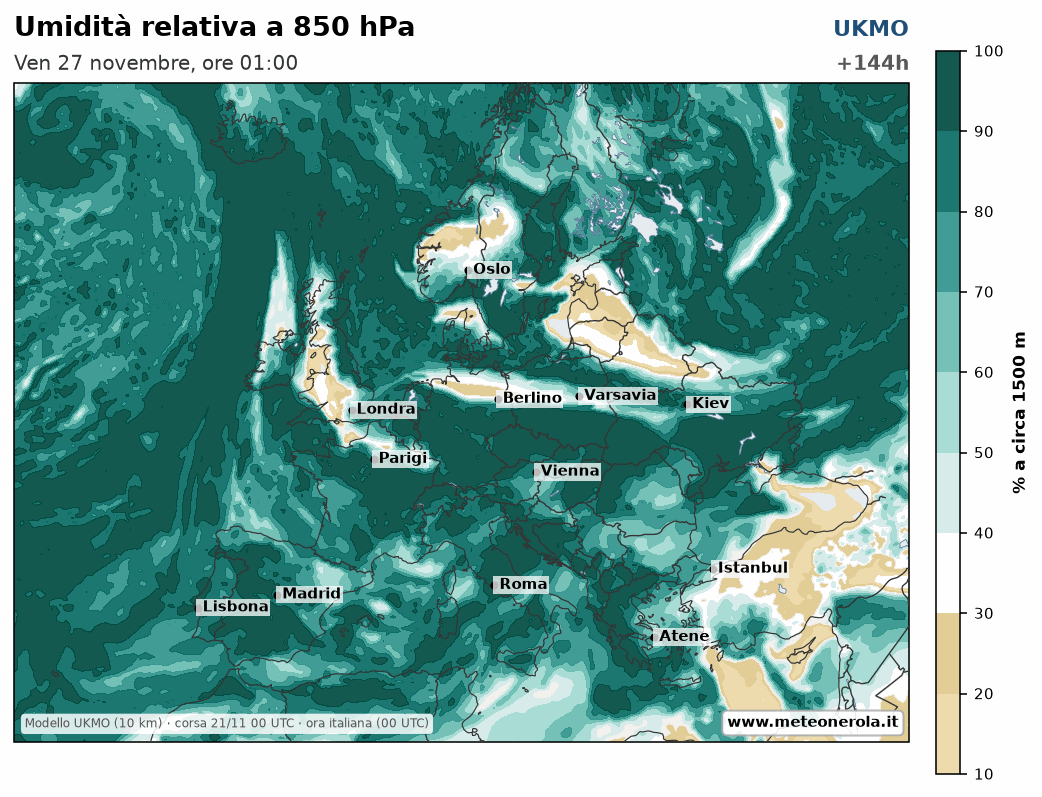 Umidità relativa a 850 hPa
UKMO
Ven 27 novembre, ore 01:00
+144h
100
90
80
70
60
50
40
30
20
10
% a circa 1500 m
Oslo
Londra
Berlino
Varsavia
Kiev
Parigi
Vienna
Istanbul
Roma
Madrid
Lisbona
Atene
Modello UKMO (10 km) · corsa 21/11 00 UTC · ora italiana (00 UTC)
www.meteonerola.it